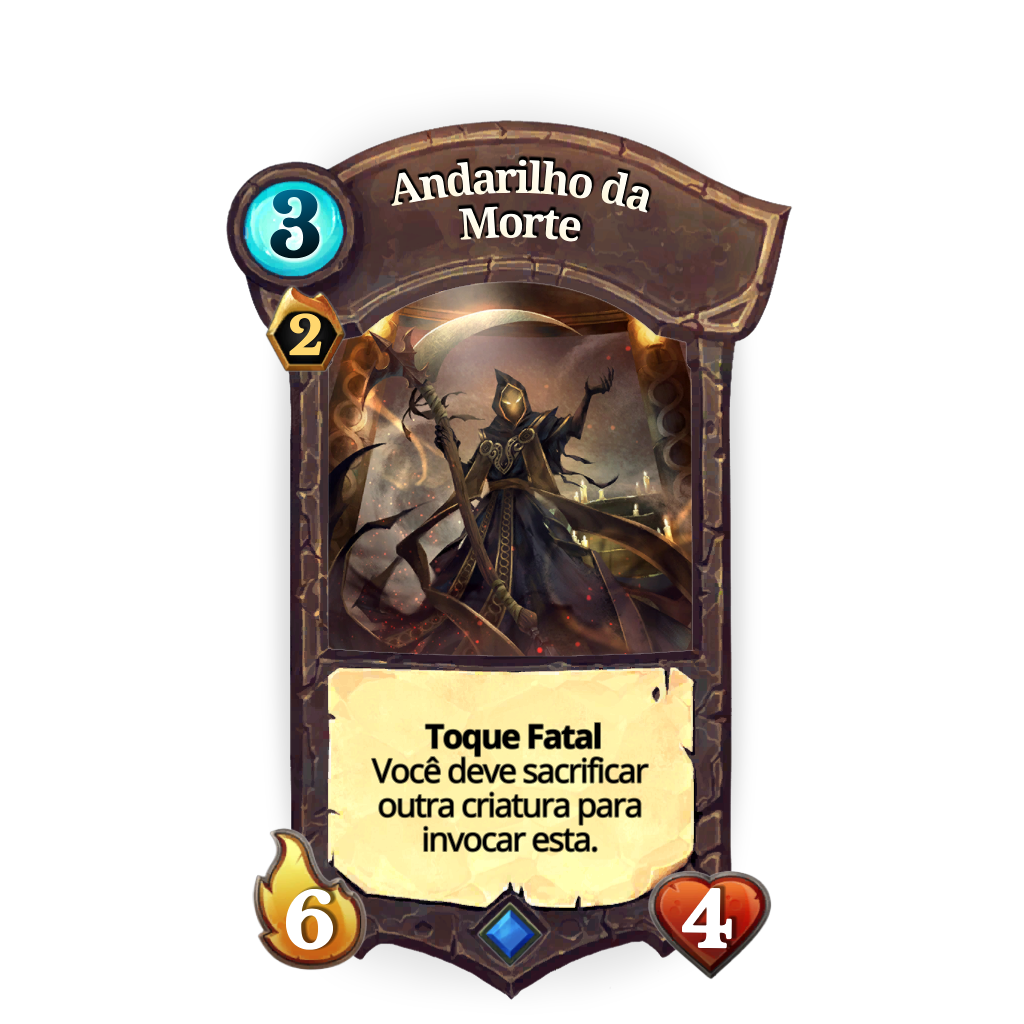 Andarilho da
Morte
3
2
Toque Fatal
Você deve sacrificar
outra criatura para
invocar esta.
6
4